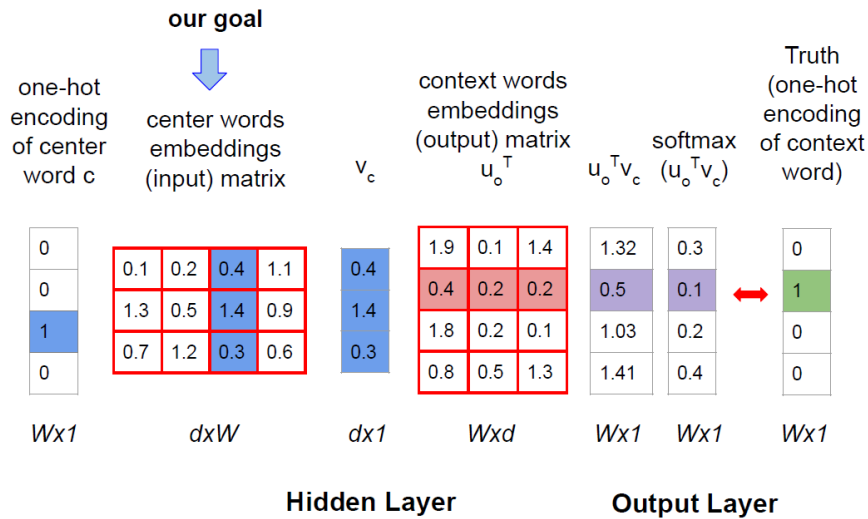 our goal
one-hot
encoding
of center
word c
center words
embeddings
(input) matrix
v_c
context words
embeddings
(output) matrix
u_o^T
u_o^T v_c
softmax
(u_o^T v_c)
Truth
(one-hot
encoding
of context
word)
0
0
1
0
0.1 0.2 0.4 1.1
1.3 0.5 1.4 0.9
0.7 1.2 0.3 0.6
0.4
1.4
0.3
1.9 0.1 1.4
0.4 0.2 0.2
1.8 0.2 0.1
0.8 0.5 1.3
1.32
0.5
1.03
1.41
0.3
0.1
0.2
0.4
0
1
0
0
Wx1
dxW
dx1
Wxd
Wx1
Wx1
Wx1
Hidden Layer
Output Layer